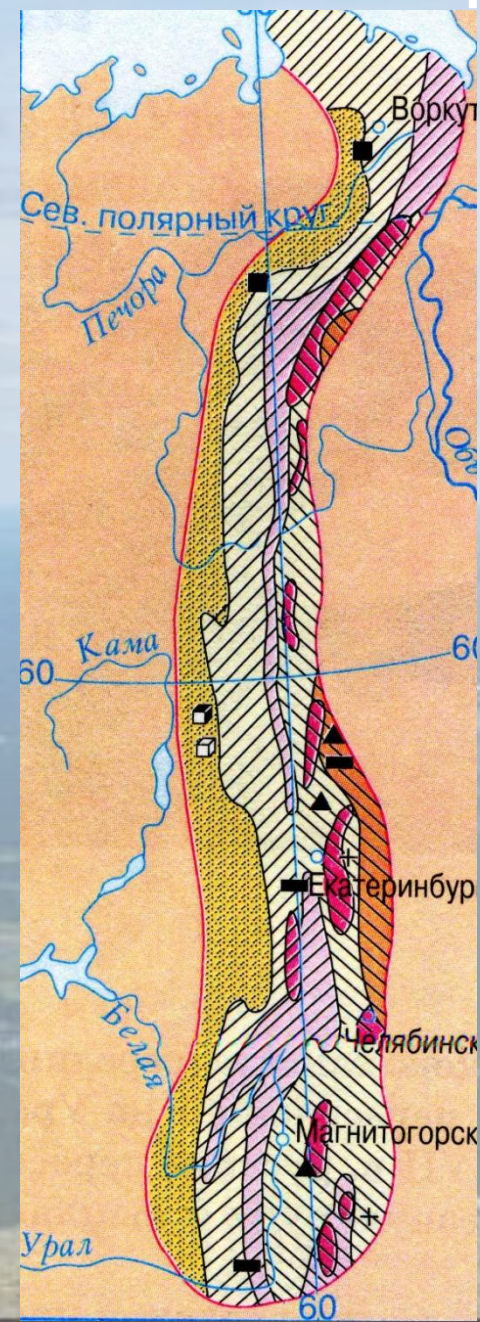 Воркут
Сев. полярный круг
Печора
Обь
Кама
60
60
Екатеринбур
Белая
Челябинск
Магнитогорск
Урал
60